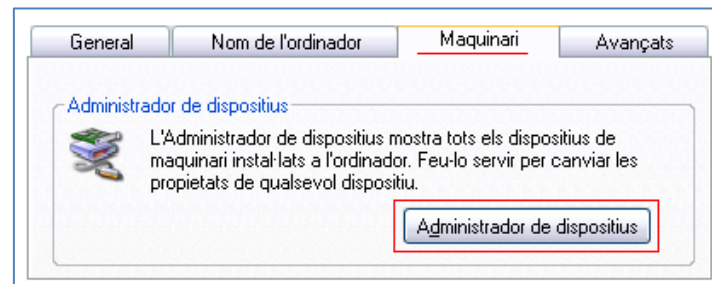 General Nom de l'ordinador Maquinari Avançats
Administrador de dispositius
L'Administrador de dispositius mostra tots els dispositius de
maquinari instal·lats a l'ordinador. Feu-lo servir per canviar les
propietats de qualsevol dispositiu.
Administrador de dispositius